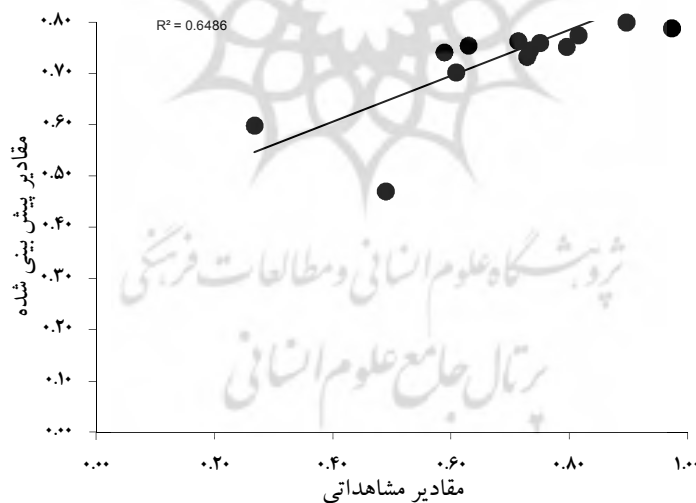 R² = 0.6486
۰.۸۰
۰.۷۰
۰.۶۰
۰.۵۰
۰.۴۰
۰.۳۰
۰.۲۰
۰.۱۰
۰.۰۰
مقادیر پیش بینی شده
۰.۰۰ ۰.۲۰ ۰.۴۰ ۰.۶۰ ۰.۸۰ ۱.۰۰
مقادیر مشاهداتی
پژوهشگاه علوم انسانی و مطالعات فرهنگی
پرتال جامع علوم انسانی